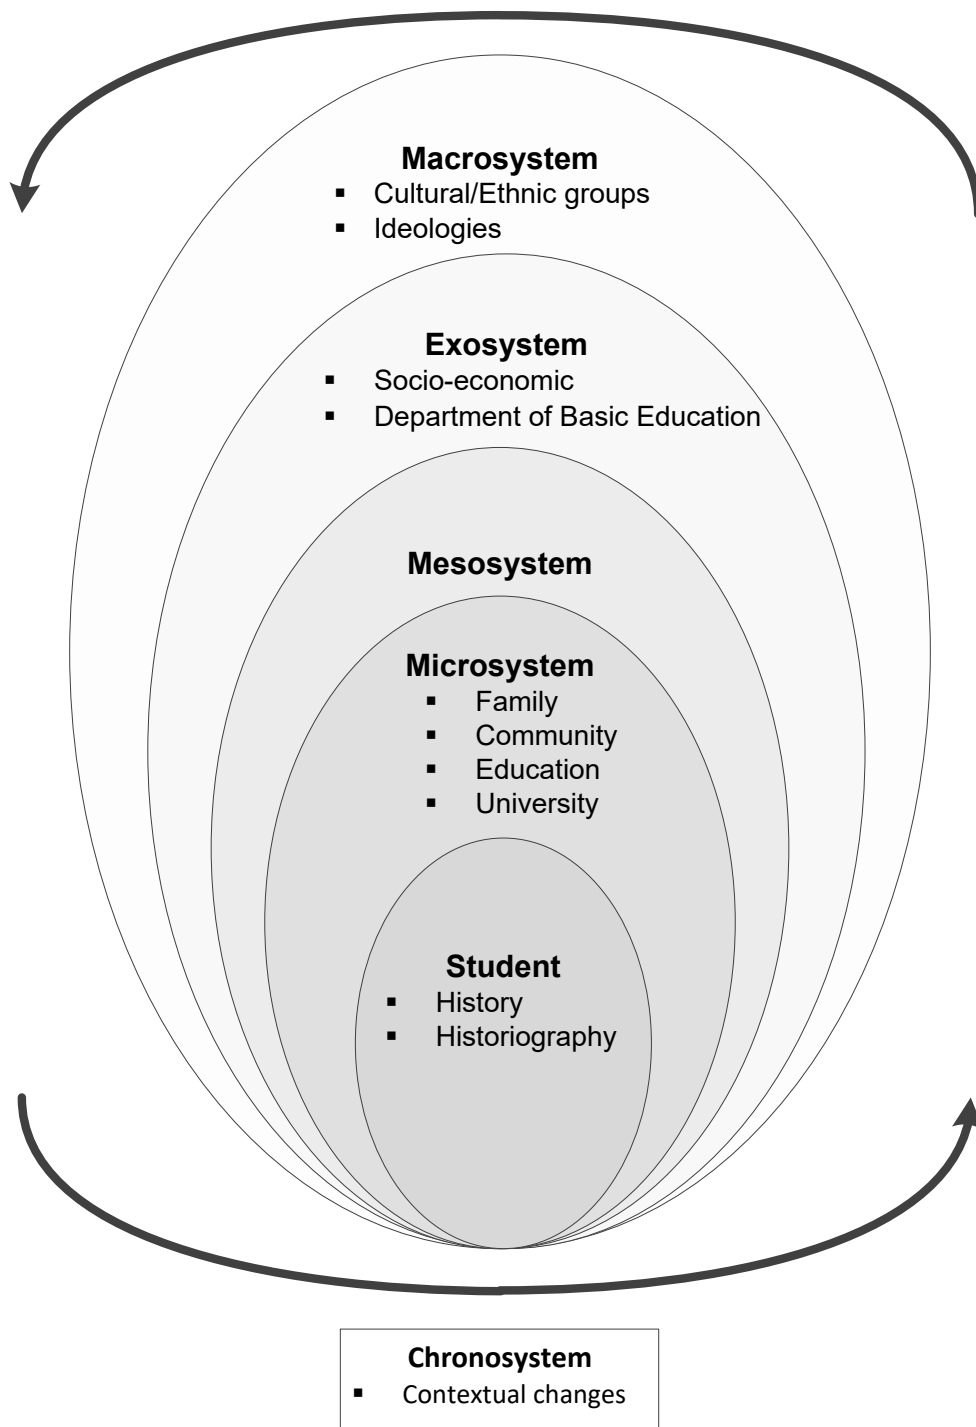 Macrosystem
▪ Cultural/Ethnic groups
▪ Ideologies
Exosystem
▪ Socio-economic
▪ Department of Basic Education
Mesosystem
Microsystem
▪ Family
▪ Community
▪ Education
▪ University
Student
▪ History
▪ Historiography
Chronosystem
▪ Contextual changes